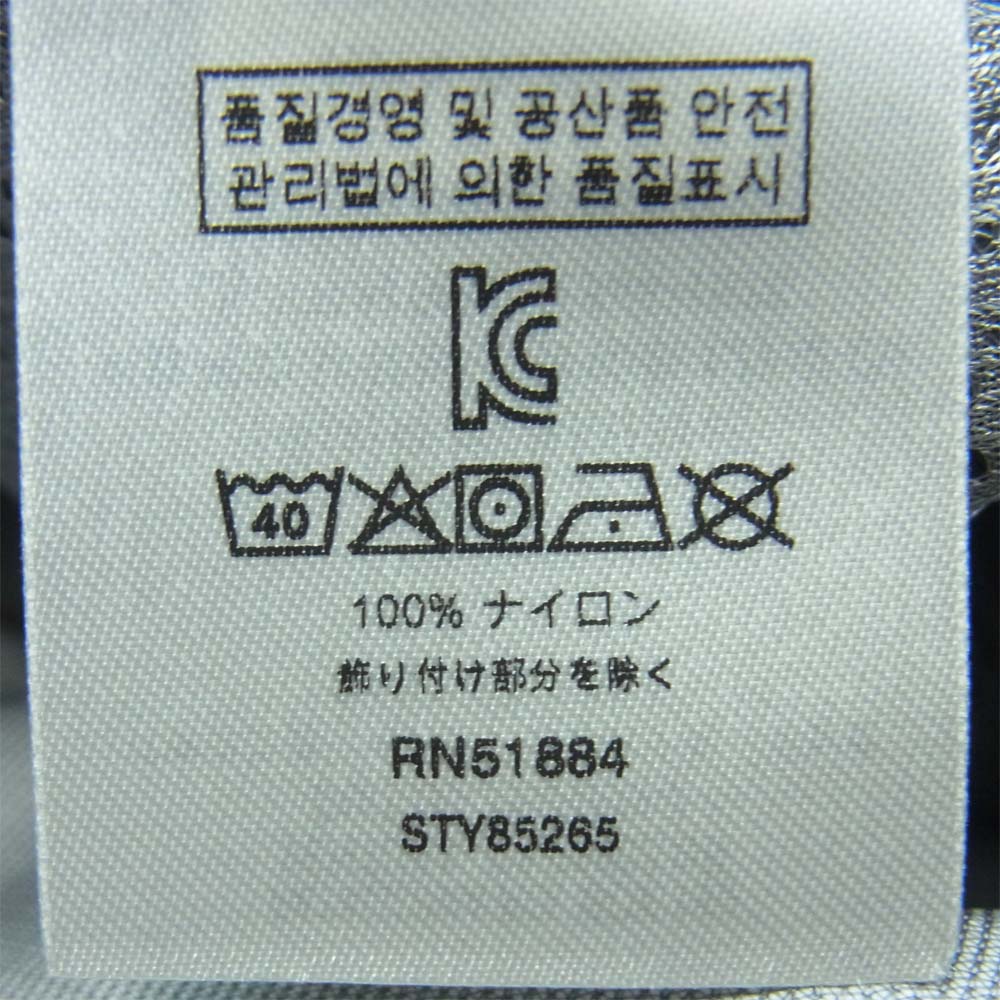 품질경영 및 공산품 안전
관리법에 의한 품질표시
KC
40
100% ナイロン
飾り付け部分を除く
RN51884
STY85265